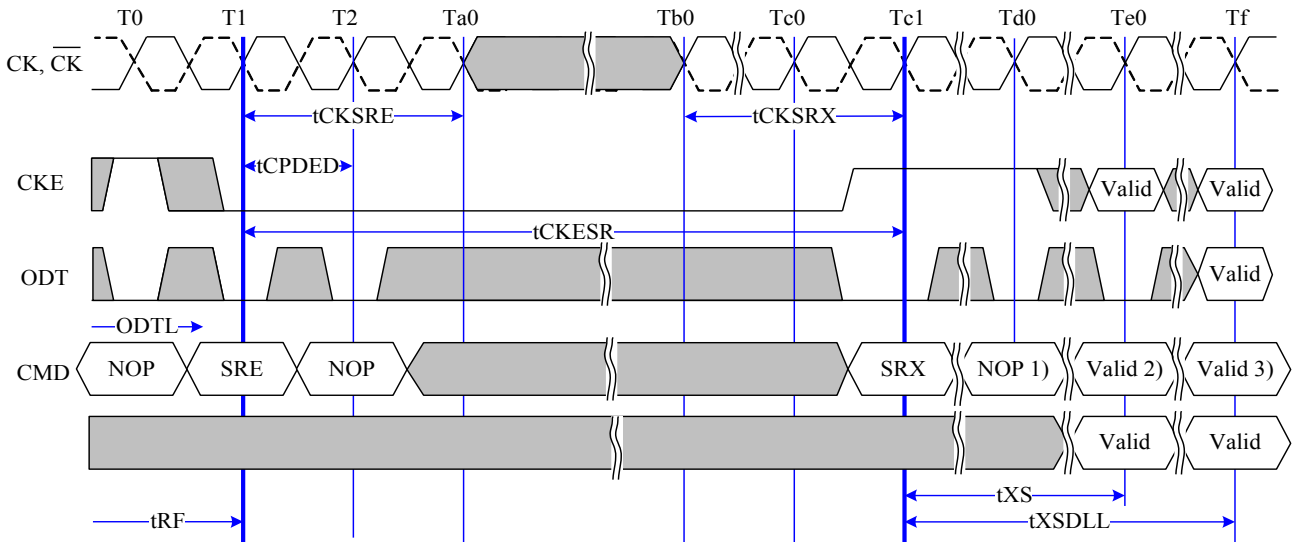 T0 T1 T2 Ta0 Tb0 Tc0 Tc1 Td0 Te0 Tf
CK, CK
tCKSRE tCKSRX
tCPDED
CKE Valid Valid
tCKESR
ODT Valid
ODTL
CMD NOP SRE NOP SRX NOP 1) Valid 2) Valid 3)
Valid Valid
tXS
tRF tXSDLL